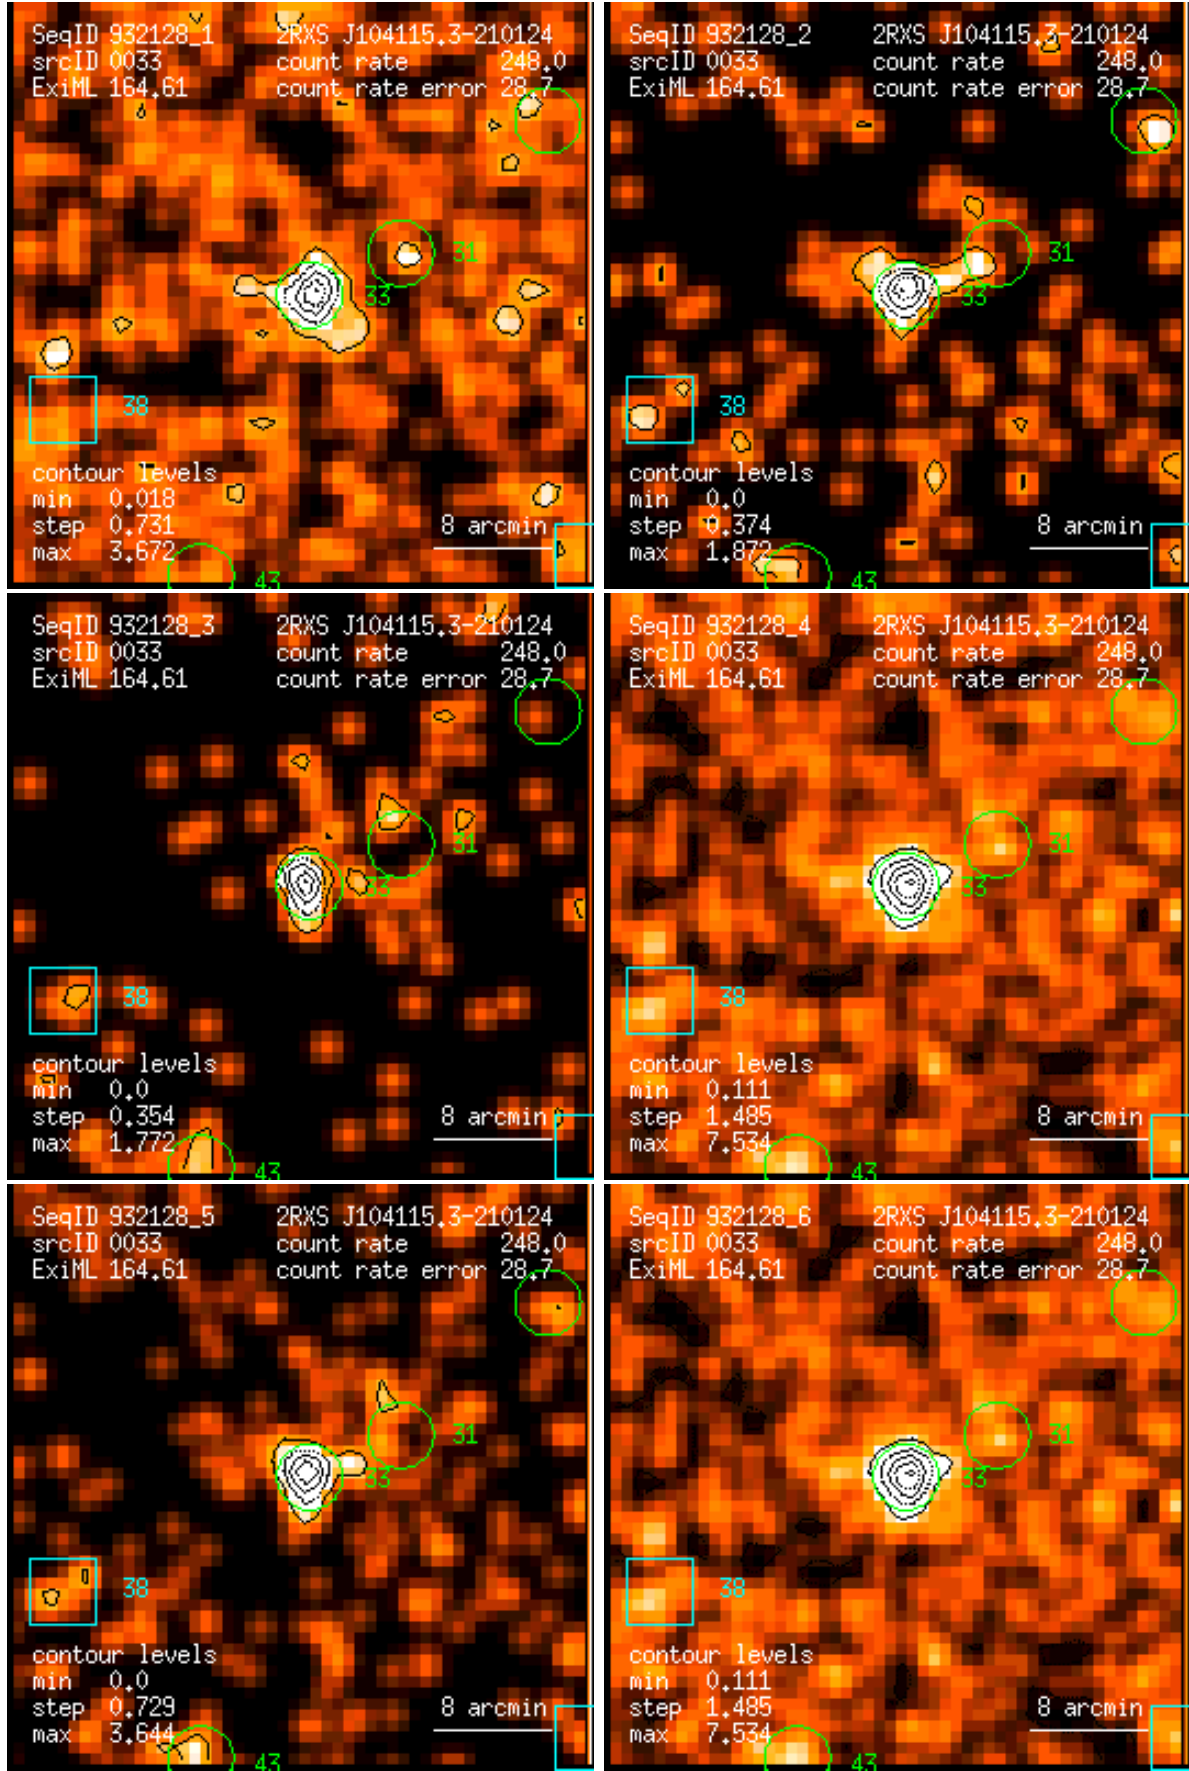 SeqID 932128_1 2RXS J104115.3-210124
srcID 0033 count rate 248.0
ExiML 164.61 count rate error 28.7
31
33
38
contour levels
min 0.018
step 0.731 8 arcmin
max 3.672
43
SeqID 932128_2 2RXS J104115.3-210124
srcID 0033 count rate 248.0
ExiML 164.61 count rate error 28.7
31
33
38
contour levels
min 0.0
step 0.374 8 arcmin
max 1.872
43
SeqID 932128_3 2RXS J104115.3-210124
srcID 0033 count rate 248.0
ExiML 164.61 count rate error 28.7
31
33
38
contour levels
min 0.0
step 0.354 8 arcmin
max 1.772
43
SeqID 932128_4 2RXS J104115.3-210124
srcID 0033 count rate 248.0
ExiML 164.61 count rate error 28.7
31
33
38
contour levels
min 0.111
step 1.485 8 arcmin
max 7.534
43
SeqID 932128_5 2RXS J104115.3-210124
srcID 0033 count rate 248.0
ExiML 164.61 count rate error 28.7
31
33
38
contour levels
min 0.0
step 0.729 8 arcmin
max 3.644
43
SeqID 932128_6 2RXS J104115.3-210124
srcID 0033 count rate 248.0
ExiML 164.61 count rate error 28.7
31
33
38
contour levels
min 0.111
step 1.485 8 arcmin
max 7.534
43